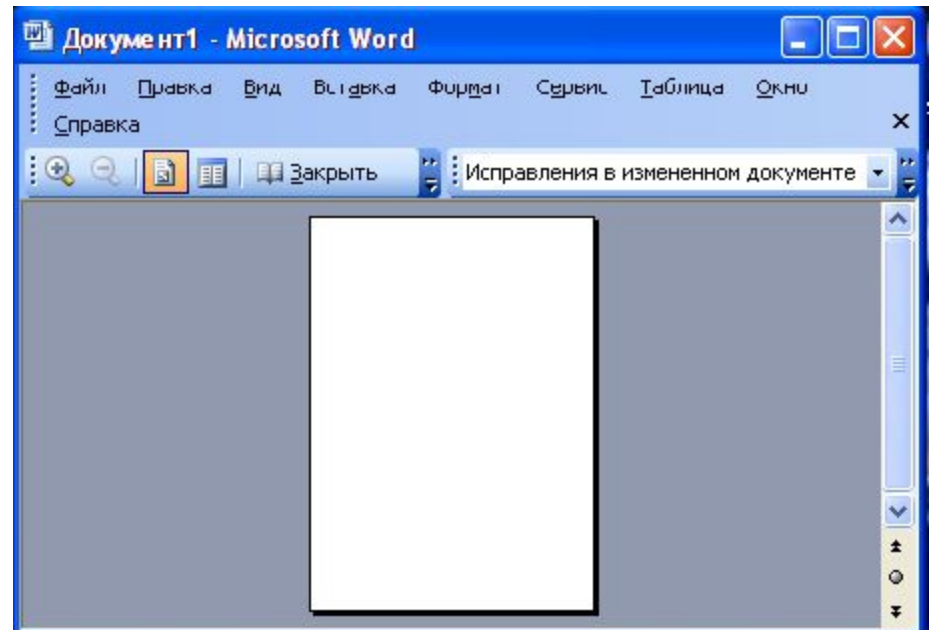 Документ1 - Microsoft Word
Файл Правка Вид Вставка Формат Сервис Таблица Окно
Справка
Закрыть Исправления в измененном документе